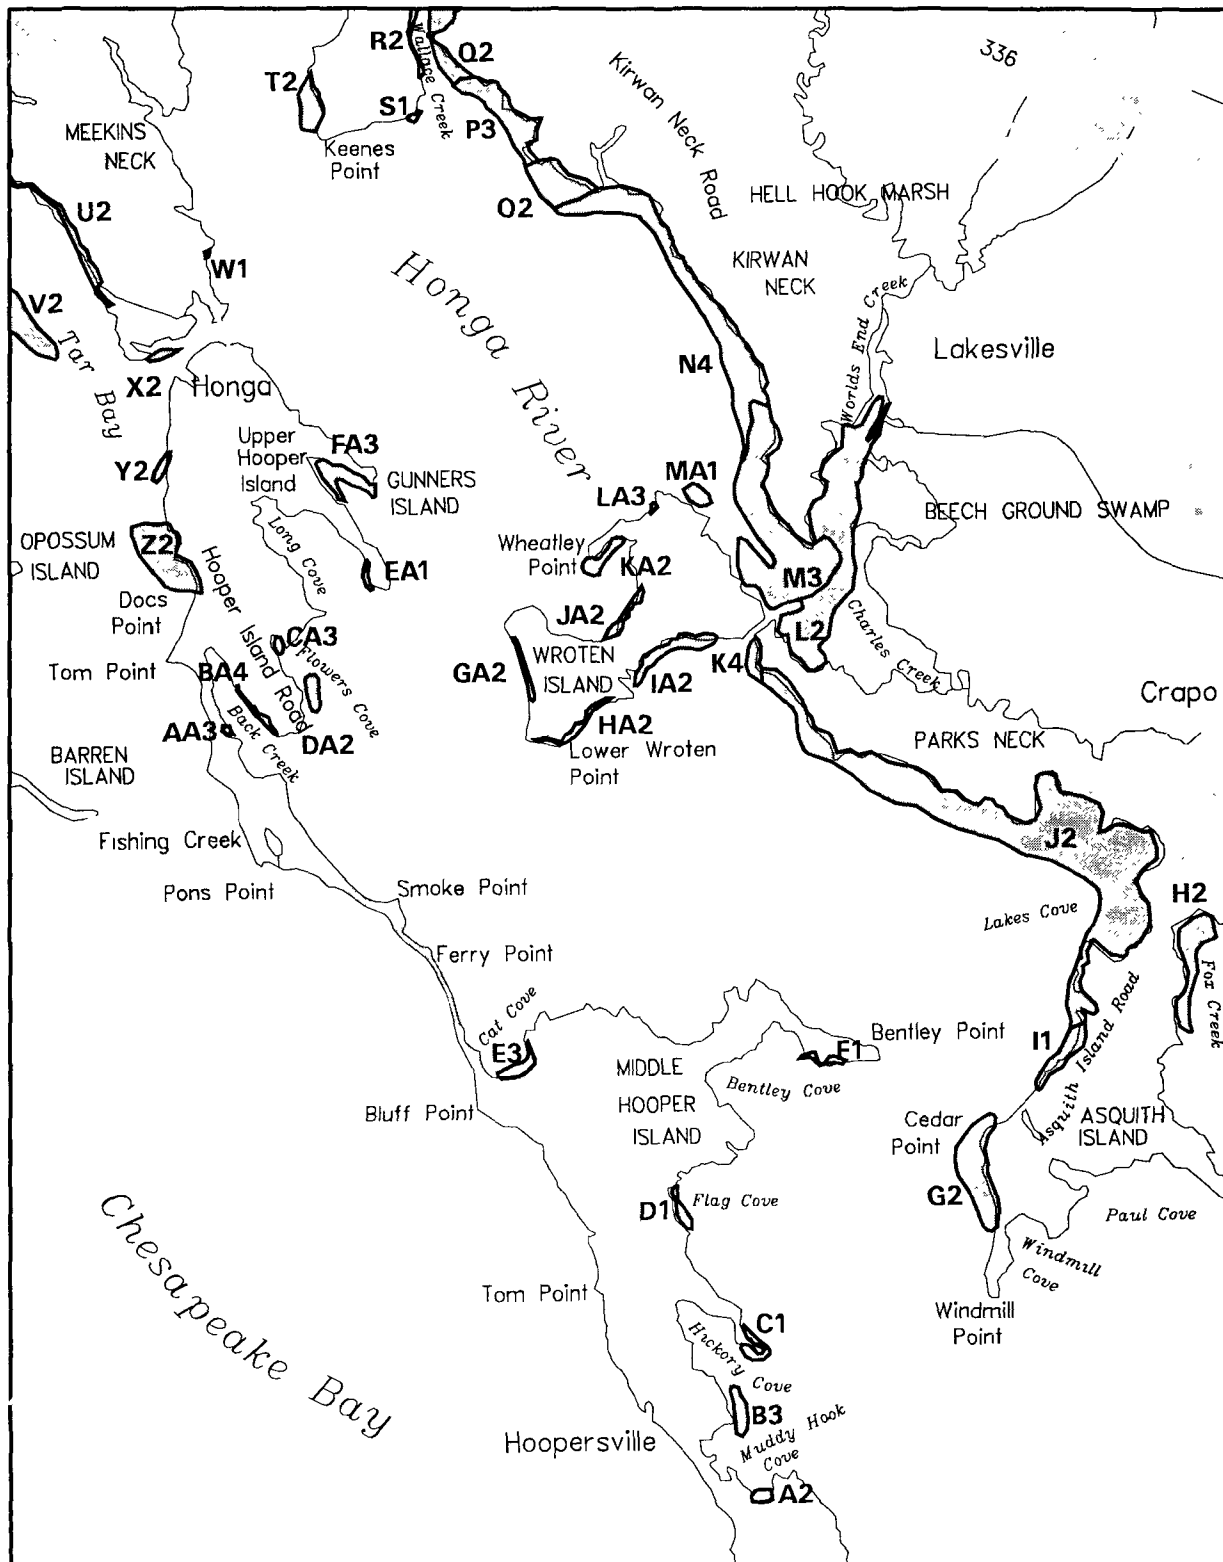 R2
Wallace Creek
Q2
336
T2
S1
P3
Kirwan Neck Road
MEEKINS
NECK
Keenes
Point
HELL HOOK MARSH
U2
O2
W1
KIRWAN
NECK
Honga River
V2
Tar Bay
Worlds End Creek
Lakesville
X2
Honga
N4
Upper
Hooper
Island
FA3
GUNNERS
ISLAND
Y2
MA1
LA3
BEECH GROUND SWAMP
OPOSSUM
ISLAND
Z2
Long Cove
Wheatley
Point
KA2
EA1
M3
Docs
Point
Hooper Island Road
JA2
L2
Charles Creek
CA3
Flowers Cove
Tom Point
BA4
GA2
WROTEN
ISLAND
IA2
K4
Crapo
AA3
Back Creek
DA2
HA2
Lower Wroten
Point
PARKS NECK
BARREN
ISLAND
Fishing Creek
J2
Pons Point
Smoke Point
Lakes Cove
H2
Ferry Point
Fox Creek
Cat Cove
E3
Bentley Point
F1
I1
Asquith Island Road
MIDDLE
HOOPER
ISLAND
Bentley Cove
Bluff Point
Cedar
Point
ASQUITH
ISLAND
G2
D1
Flag Cove
Paul Cove
Chesapeake Bay
Windmill
Cove
Tom Point
Windmill
Point
C1
Hickory
Cove
B3
Muddy Hook
Cove
Hoopersville
A2